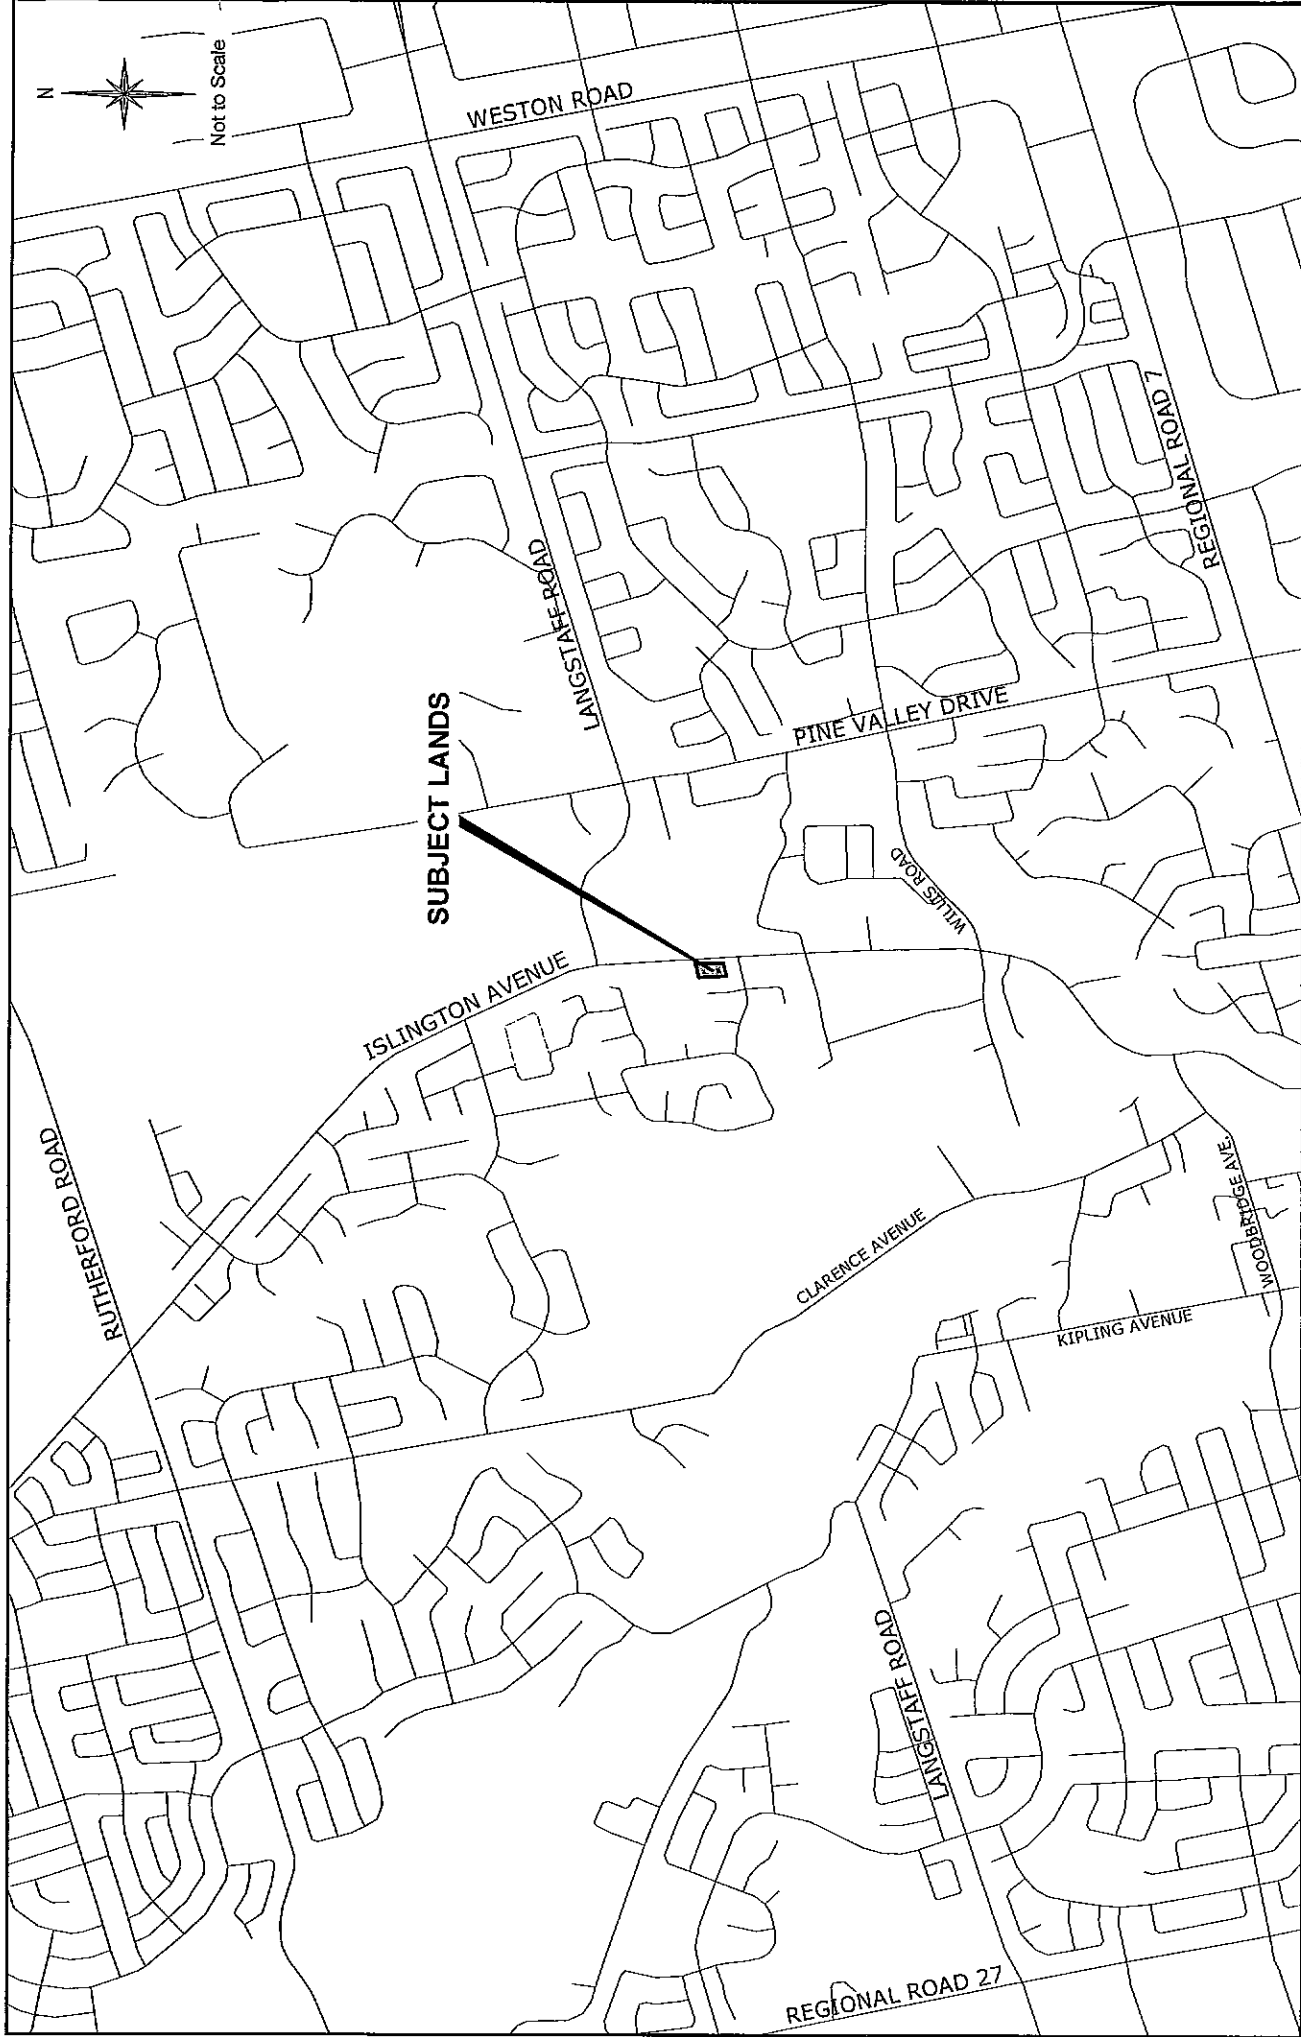 N
Not to Scale
WESTON ROAD
LANGSTAFF ROAD
REGIONAL ROAD 7
SUBJECT LANDS
PINE VALLEY DRIVE
WILLIS ROAD
ISLINGTON AVENUE
RUTHERFORD ROAD
CLARENCE AVENUE
WOODBRIDGE AVE.
KIPLING AVENUE
LANGSTAFF ROAD
REGIONAL ROAD 27